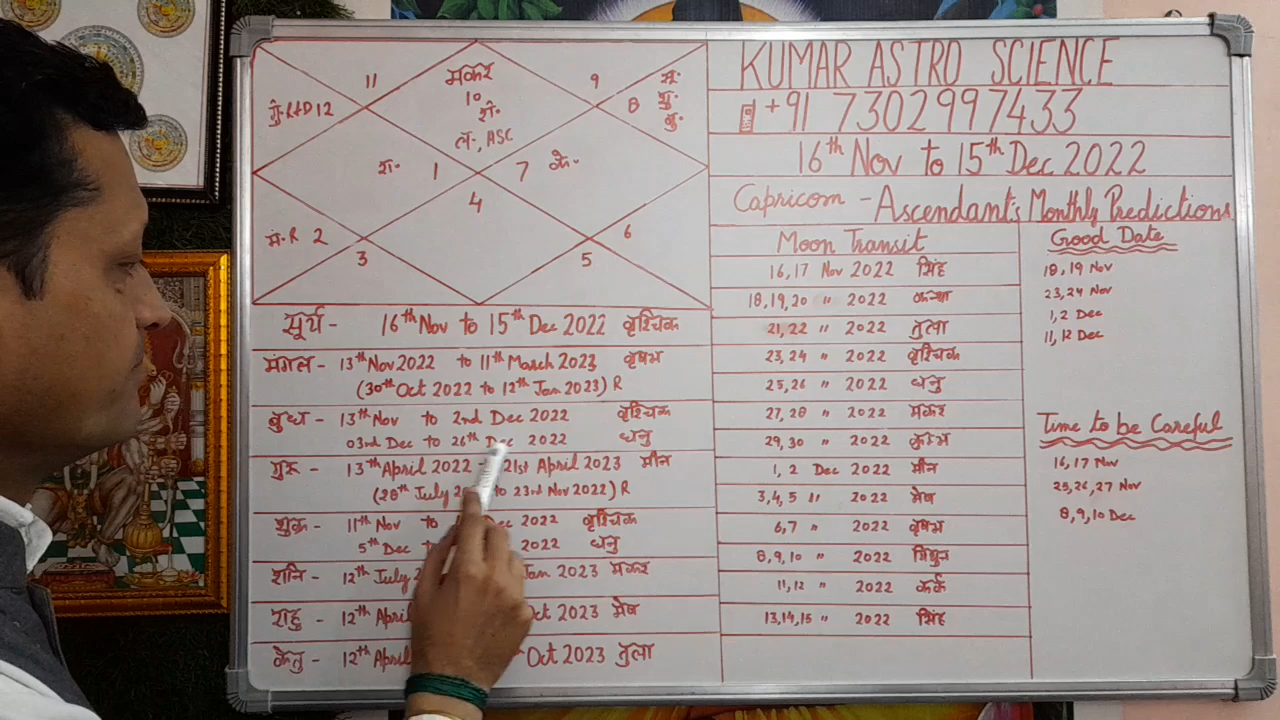 11
मकर
10
श.
ल., ASC
9
8
सू.
शु.
बु.
12
1
7
के.
4
मं. R 2
3
6
5
सूर्य - 16th Nov to 15th Dec 2022 वृश्चिक
मंगल - 13th Nov 2022 to 11th March 2023 वृषभ
(30th Oct 2022 to 12th Jan 2023) R
बुध - 13th Nov to 2nd Dec 2022 वृश्चिक
03rd Dec to 26th Dec 2022 धनु
गुरू - 13th April 2022 - 21st April 2023 मीन
(28th July to 23rd Nov 2022) R
शुक्र - 11th Nov to Dec 2022 वृश्चिक
5th Dec 2022 धनु
शनि - 12th July Jan 2023 मकर
राहु - 12th April Oct 2023 मेष
केतु - 12th April Oct 2023 तुला
KUMAR ASTRO SCIENCE
+91 7302997433
16th Nov to 15th Dec 2022
Capricorn - Ascendant's Monthly Predictions
Moon Transit
16, 17 Nov 2022 सिंह
18, 19, 20 " 2022 कन्या
21, 22 " 2022 तुला
23, 24 " 2022 वृश्चिक
25, 26 " 2022 धनु
27, 28 " 2022 मकर
29, 30 " 2022 कुम्भ
1, 2 Dec 2022 मीन
3, 4, 5 " 2022 मेष
6, 7 " 2022 वृषभ
8, 9, 10 " 2022 मिथुन
11, 12 " 2022 कर्क
13, 14, 15 " 2022 सिंह
Good Date
18, 19 Nov
23, 24 Nov
1, 2 Dec
11, 12 Dec
Time to be Careful
16, 17 Nov
25, 26, 27 Nov
8, 9, 10 Dec